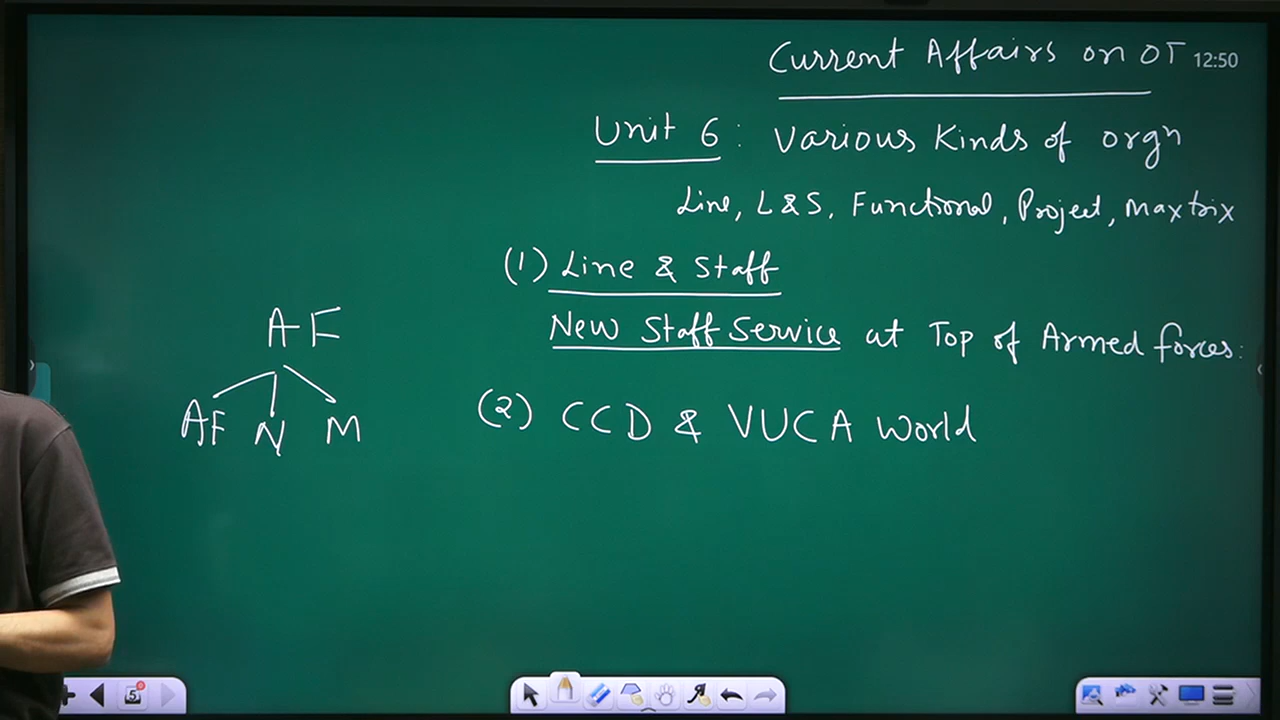 Current Affairs on OT 12:50
Unit 6 : Various Kinds of orgn
Line, L & S, Functional, Project, Maxtrix
(1) Line & Staff
New Staff Service at Top of Armed forces:
AF
AF N M
(2) CCD & VUCA World
5